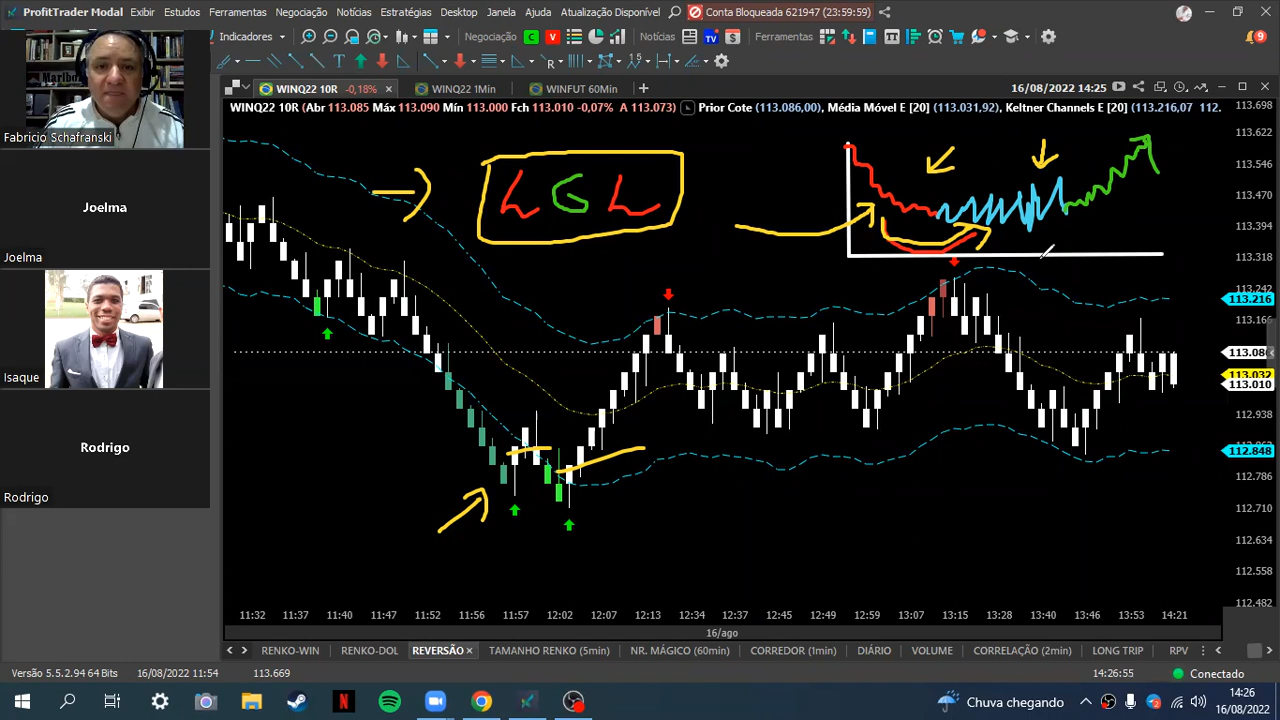 ProfitTrader Modal Exibir Estudos Ferramentas Negociação Notícias Estratégias Desktop Janela Ajuda Atualização Disponível Conta Bloqueada 621947 (23:59:59)
Indicadores Negociação C V Notícias Ferramentas 9
WINQ22 10R -0,18% × WINQ22 1Min WINFUT 60Min +
16/08/2022 14:25
WINQ22 10R (Abr 113.085 Máx 113.090 Mín 113.000 Fch 113.010 -0,07% A 113.073) Prior Cote (113.086,00) Média Móvel E [20] (113.031,92) Keltner Channels E [20] (113.216,07 112.
Marlbo
Fabricio Schafranski
Joelma
Joelma
Isaque
Rodrigo
Rodrigo
LGL
113.698
113.622
113.546
113.470
113.394
113.318
113.242
113.216
113.166
113.086
113.032
113.010
112.938
112.862
112.848
112.786
112.710
112.634
112.558
112.482
11:32 11:37 11:40 11:47 11:52 11:56 11:57 12:02 12:07 12:13 12:34 12:37 12:45 12:49 12:59 13:07 13:15 13:28 13:40 13:46 13:53 14:21
16/ago
RENKO-WIN RENKO-DOL REVERSÃO × TAMANHO RENKO (5min) NR. MÁGICO (60min) CORREDOR (1min) DIÁRIO VOLUME CORRELAÇÃO (2min) LONG TRIP RPV
Versão 5.5.2.94 64 Bits 16/08/2022 11:54 113.669 14:26:55 Conectado
Chuva chegando 14:26
16/08/2022